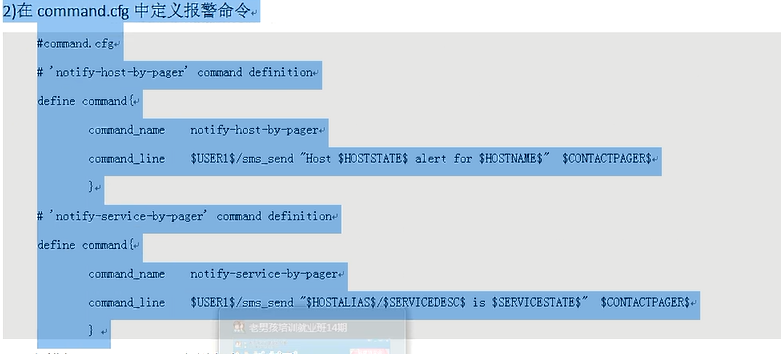 2)在 command.cfg 中定义报警命令
#command.cfg
# 'notify-host-by-pager' command definition
define command{
command_name notify-host-by-pager
command_line $USER1$/sms_send "Host $HOSTSTATE$ alert for $HOSTNAME$" $CONTACTPAGER$
}
# 'notify-service-by-pager' command definition
define command{
command_name notify-service-by-pager
command_line $USER1$/sms_send "$HOSTALIAS$/$SERVICEDESC$ is $SERVICESTATE$" $CONTACTPAGER$
}
老男孩培训就业班14期